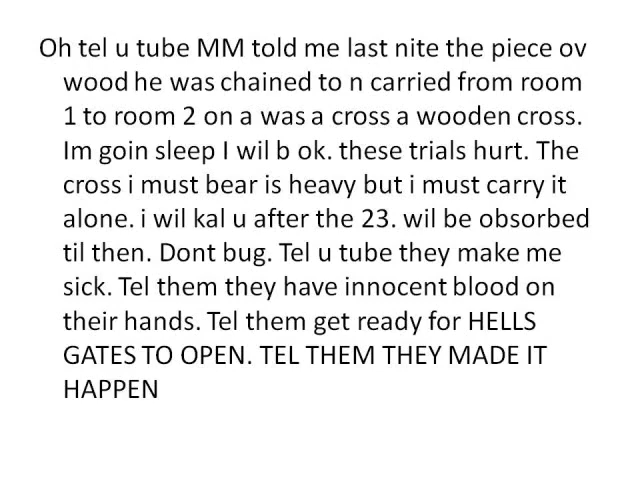 Oh tel u tube MM told me last nite the piece ov
wood he was chained to n carried from room
1 to room 2 on a was a cross a wooden cross.
Im goin sleep I wil b ok. these trials hurt. The
cross i must bear is heavy but i must carry it
alone. i wil kal u after the 23. wil be obsorbed
til then. Dont bug. Tel u tube they make me
sick. Tel them they have innocent blood on
their hands. Tel them get ready for HELLS
GATES TO OPEN. TEL THEM THEY MADE IT
HAPPEN